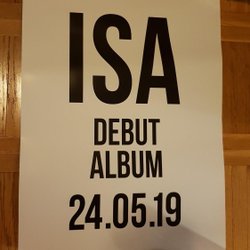 ISA
DEBUT
ALBUM
24.05.19